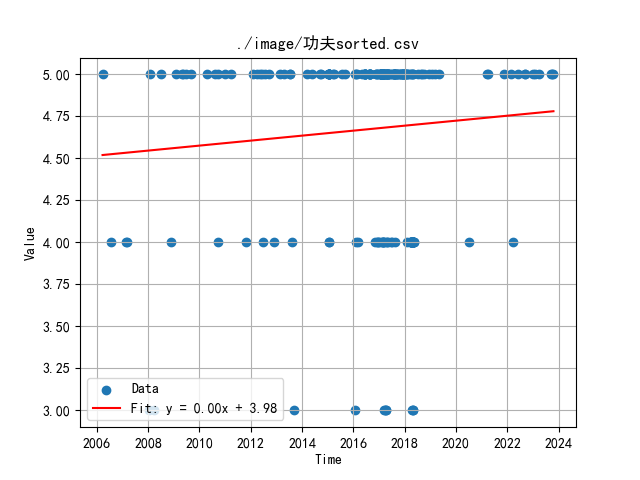 ./image/功夫sorted.csv
5.00
4.75
4.50
4.25
4.00
3.75
3.50
3.25
3.00
Value
Data
Fit: y = 0.00x + 3.98
2006 2008 2010 2012 2014 2016 2018 2020 2022 2024
Time